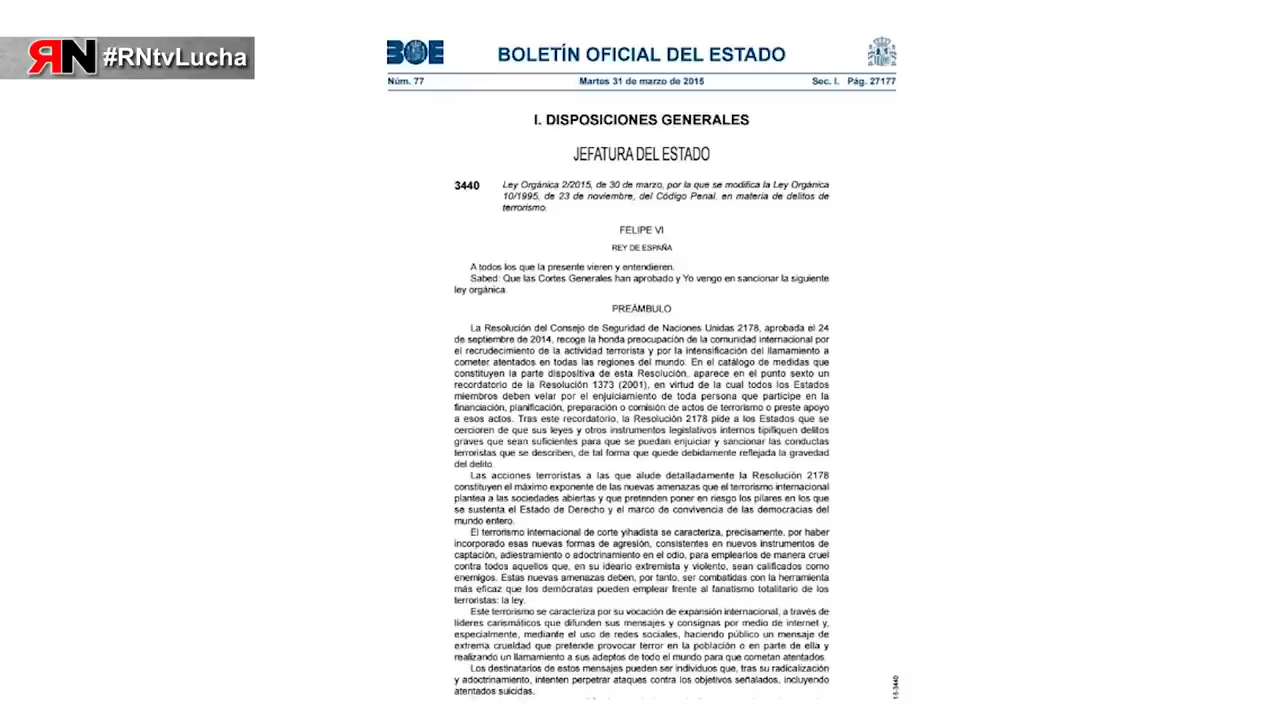 RN #RNtvLucha
BOE BOLETÍN OFICIAL DEL ESTADO
Núm. 77 Martes 31 de marzo de 2015 Sec. I. Pág. 27177
I. DISPOSICIONES GENERALES
JEFATURA DEL ESTADO
3440 Ley Orgánica 2/2015, de 30 de marzo, por la que se modifica la Ley Orgánica
10/1995, de 23 de noviembre, del Código Penal, en materia de delitos de
terrorismo.
FELIPE VI
REY DE ESPAÑA
A todos los que la presente vieren y entendieren.
Sabed: Que las Cortes Generales han aprobado y Yo vengo en sancionar la siguiente
ley orgánica.
PREÁMBULO
La Resolución del Consejo de Seguridad de Naciones Unidas 2178, aprobada el 24
de septiembre de 2014, recoge la honda preocupación de la comunidad internacional por
el recrudecimiento de la actividad terrorista y por la intensificación del llamamiento a
cometer atentados en todas las regiones del mundo. En el catálogo de medidas que
constituyen la parte dispositiva de esta Resolución, aparece en el punto sexto un
recordatorio de la Resolución 1373 (2001), en virtud de la cual todos los Estados
miembros deben velar por el enjuiciamiento de toda persona que participe en la
financiación, planificación, preparación o comisión de actos de terrorismo o preste apoyo
a esos actos. Tras este recordatorio, la Resolución 2178 pide a los Estados que se
cercioren de que sus leyes y otros instrumentos legislativos internos tipifiquen delitos
graves que sean suficientes para que se puedan enjuiciar y sancionar las conductas
terroristas que se describen, de tal forma que quede debidamente reflejada la gravedad
del delito.
Las acciones terroristas a las que alude detalladamente la Resolución 2178
constituyen el máximo exponente de las nuevas amenazas que el terrorismo internacional
plantea a las sociedades abiertas y que pretenden poner en riesgo los pilares en los que
se sustenta el Estado de Derecho y el marco de convivencia de las democracias del
mundo entero.
El terrorismo internacional de corte yihadista se caracteriza, precisamente, por haber
incorporado esas nuevas formas de agresión, consistentes en nuevos instrumentos de
captación, adiestramiento o adoctrinamiento en el odio, para emplearlos de manera cruel
contra todos aquellos que, en su ideario extremista y violento, sean calificados como
enemigos. Estas nuevas amenazas deben, por tanto, ser combatidas con la herramienta
más eficaz que los demócratas pueden emplear frente al fanatismo totalitario de los
terroristas: la ley.
Este terrorismo se caracteriza por su vocación de expansión internacional, a través de
líderes carismáticos que difunden sus mensajes y consignas por medio de internet y,
especialmente, mediante el uso de redes sociales, haciendo público un mensaje de
extrema crueldad que pretende provocar terror en la población o en parte de ella y
realizando un llamamiento a sus adeptos de todo el mundo para que cometan atentados.
Los destinatarios de estos mensajes pueden ser individuos que, tras su radicalización
y adoctrinamiento, intenten perpetrar ataques contra los objetivos señalados, incluyendo
atentados suicidas.
15-3440